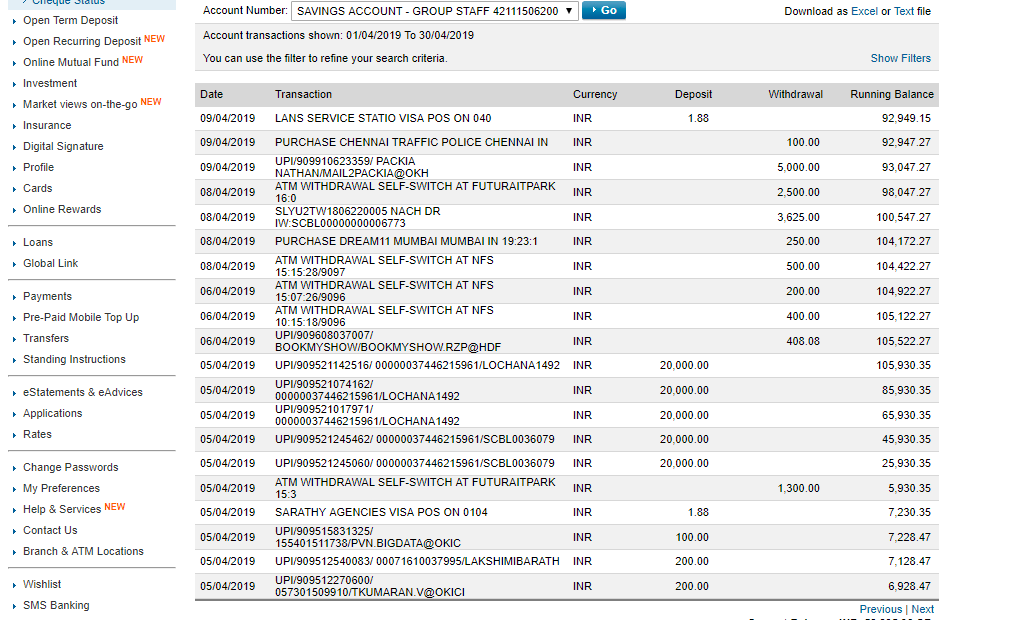 Cheque Status
Open Term Deposit
Open Recurring Deposit NEW
Online Mutual Fund NEW
Investment
Market views on-the-go NEW
Insurance
Digital Signature
Profile
Cards
Online Rewards
Loans
Global Link
Payments
Pre-Paid Mobile Top Up
Transfers
Standing Instructions
eStatements & eAdvices
Applications
Rates
Change Passwords
My Preferences
Help & Services NEW
Contact Us
Branch & ATM Locations
Wishlist
SMS Banking
Account Number: SAVINGS ACCOUNT - GROUP STAFF 42111506200 Go Download as Excel or Text file
Account transactions shown: 01/04/2019 To 30/04/2019
You can use the filter to refine your search criteria. Show Filters
Date Transaction Currency Deposit Withdrawal Running Balance
09/04/2019 LANS SERVICE STATIO VISA POS ON 040 INR 1.88 92,949.15
09/04/2019 PURCHASE CHENNAI TRAFFIC POLICE CHENNAI IN INR 100.00 92,947.27
09/04/2019 UPI/909910623359/ PACKIA
NATHAN/MAIL2PACKIA@OKH INR 5,000.00 93,047.27
08/04/2019 ATM WITHDRAWAL SELF-SWITCH AT FUTURAITPARK
16:0 INR 2,500.00 98,047.27
08/04/2019 SLYU2TW1806220005 NACH DR
IW:SCBL00000000006773 INR 3,625.00 100,547.27
08/04/2019 PURCHASE DREAM11 MUMBAI MUMBAI IN 19:23:1 INR 250.00 104,172.27
08/04/2019 ATM WITHDRAWAL SELF-SWITCH AT NFS
15:15:28/9097 INR 500.00 104,422.27
06/04/2019 ATM WITHDRAWAL SELF-SWITCH AT NFS
15:07:26/9096 INR 200.00 104,922.27
06/04/2019 ATM WITHDRAWAL SELF-SWITCH AT NFS
10:15:18/9096 INR 400.00 105,122.27
06/04/2019 UPI/909608037007/
BOOKMYSHOW/BOOKMYSHOW.RZP@HDF INR 408.08 105,522.27
05/04/2019 UPI/909521142516/ 00000037446215961/LOCHANA1492 INR 20,000.00 105,930.35
05/04/2019 UPI/909521074162/
00000037446215961/LOCHANA1492 INR 20,000.00 85,930.35
05/04/2019 UPI/909521017971/
00000037446215961/LOCHANA1492 INR 20,000.00 65,930.35
05/04/2019 UPI/909521245462/ 00000037446215961/SCBL0036079 INR 20,000.00 45,930.35
05/04/2019 UPI/909521245060/ 00000037446215961/SCBL0036079 INR 20,000.00 25,930.35
05/04/2019 ATM WITHDRAWAL SELF-SWITCH AT FUTURAITPARK
15:3 INR 1,300.00 5,930.35
05/04/2019 SARATHY AGENCIES VISA POS ON 0104 INR 1.88 7,230.35
05/04/2019 UPI/909515831325/
155401511738/PVN.BIGDATA@OKIC INR 100.00 7,228.47
05/04/2019 UPI/909512540083/ 00071610037995/LAKSHIMIBARATH INR 200.00 7,128.47
05/04/2019 UPI/909512270600/
057301509910/TKUMARAN.V@OKICI INR 200.00 6,928.47
Previous | Next